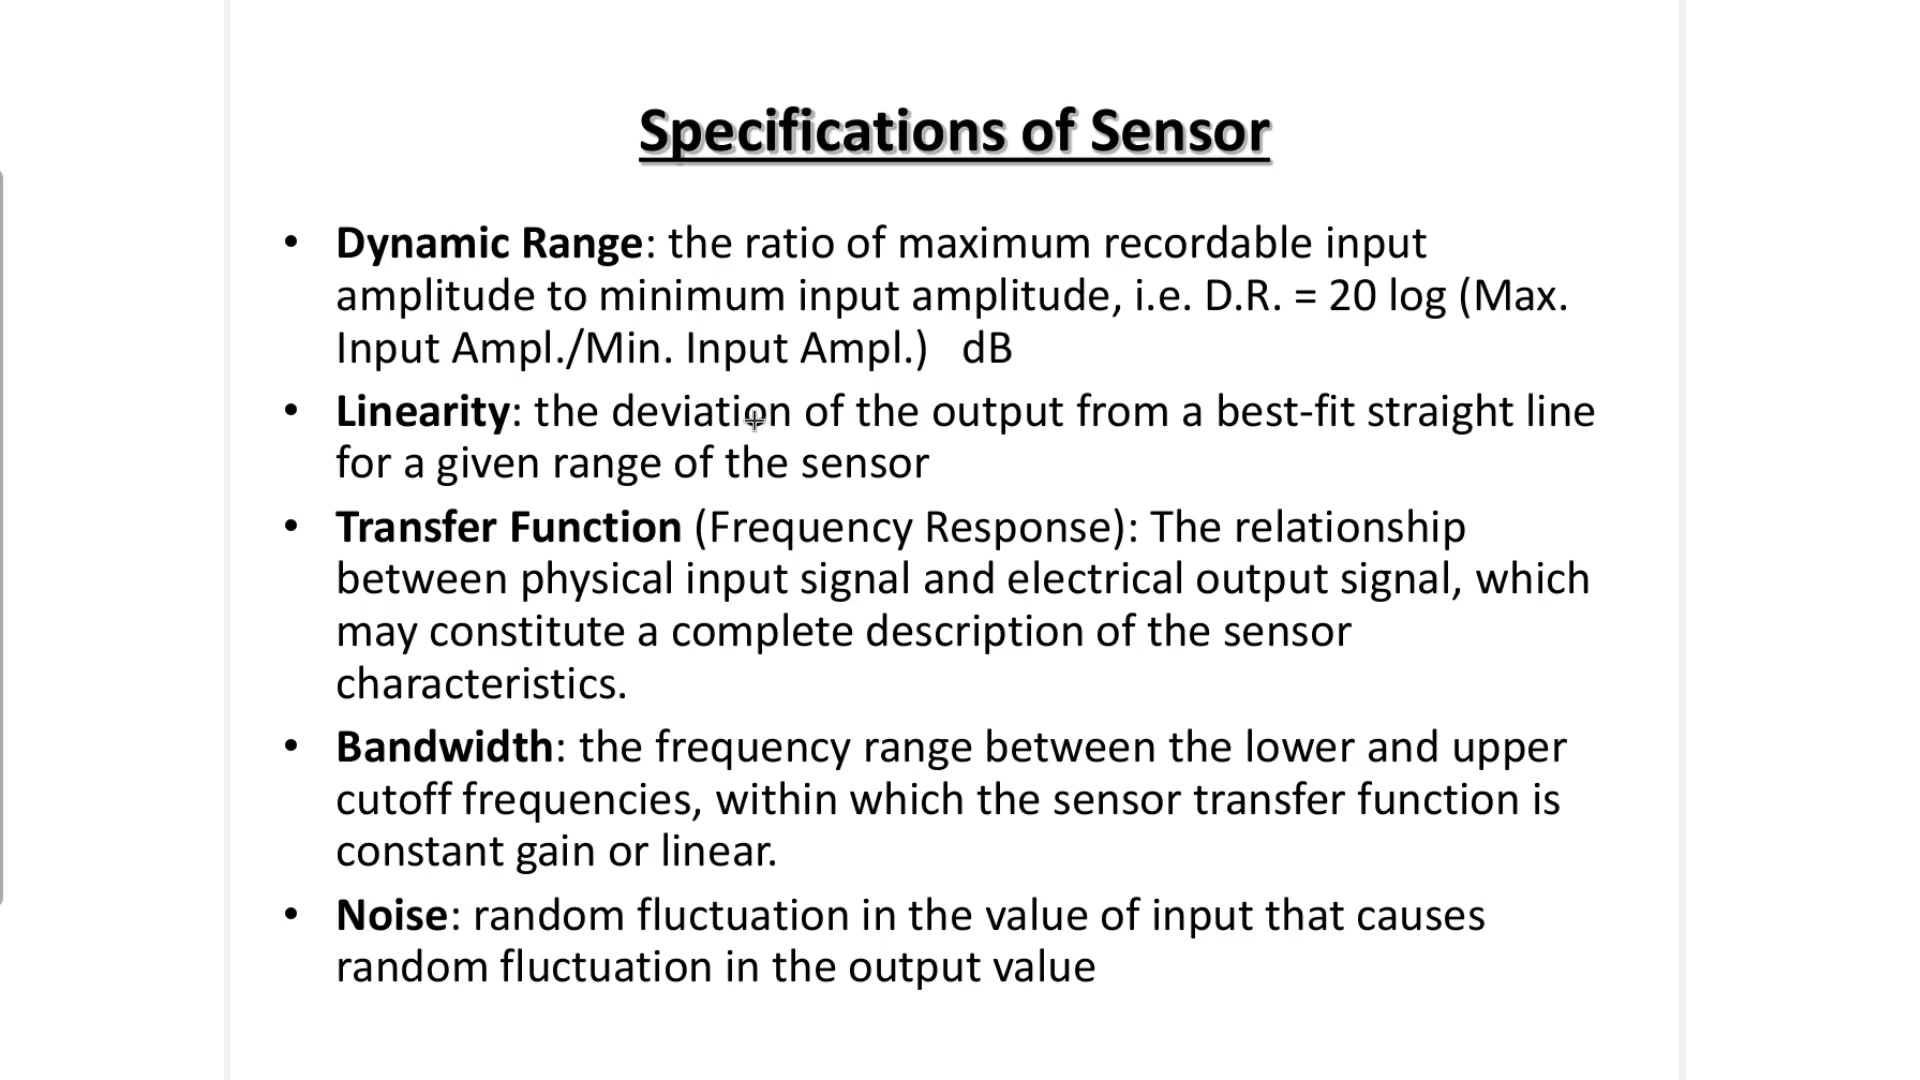 Specifications of Sensor
• Dynamic Range: the ratio of maximum recordable input
amplitude to minimum input amplitude, i.e. D.R. = 20 log (Max.
Input Ampl./Min. Input Ampl.)   dB
• Linearity: the deviation of the output from a best-fit straight line
for a given range of the sensor
• Transfer Function (Frequency Response): The relationship
between physical input signal and electrical output signal, which
may constitute a complete description of the sensor
characteristics.
• Bandwidth: the frequency range between the lower and upper
cutoff frequencies, within which the sensor transfer function is
constant gain or linear.
• Noise: random fluctuation in the value of input that causes
random fluctuation in the output value